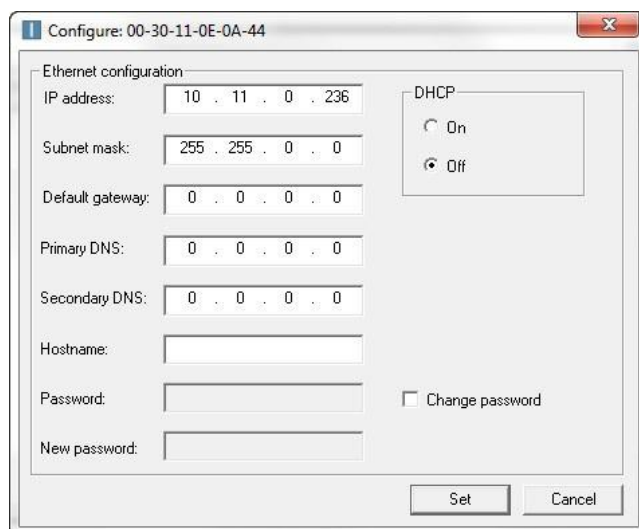 Configure: 00-30-11-0E-0A-44
Ethernet configuration
IP address: 10 . 11 . 0 . 236
DHCP
On
Subnet mask: 255 . 255 . 0 . 0
Off
Default gateway: 0 . 0 . 0 . 0
Primary DNS: 0 . 0 . 0 . 0
Secondary DNS: 0 . 0 . 0 . 0
Hostname:
Password:
Change password
New password:
Set
Cancel